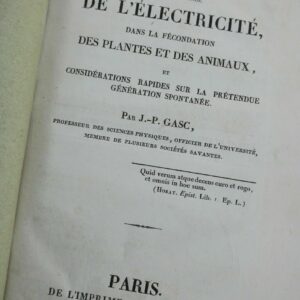 DE L'ÉLECTRICITÉ,
DANS LA FÉCONDATION
DES PLANTES ET DES ANIMAUX,
ET
CONSIDÉRATIONS RAPIDES SUR LA PRÉTENDUE
GÉNÉRATION SPONTANÉE.
PAR J.-P. GASC,
PROFESSEUR DES SCIENCES PHYSIQUES, OFFICIER DE L'UNIVERSITÉ,
MEMBRE DE PLUSIEURS SOCIÉTÉS SAVANTES.
Quid verum atque decens curo et rogo,
et omnis in hoc sum.
(HORAT. Epist. Lib. I Ep. I.)
PARIS.
DE L'IMPRIME